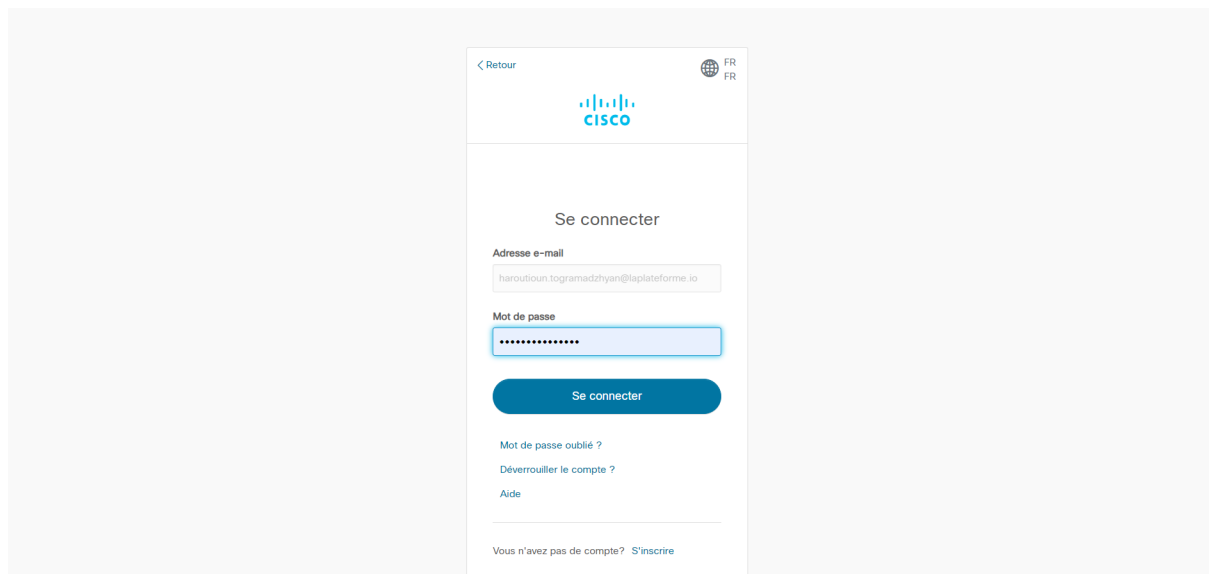 Retour
FR
FR
CISCO
Se connecter
Adresse e-mail
haroutioun.togramadzhyan@laplateforme.io
Mot de passe
•••••••••••••••
Se connecter
Mot de passe oublié ?
Déverrouiller le compte ?
Aide
Vous n'avez pas de compte? S'inscrire